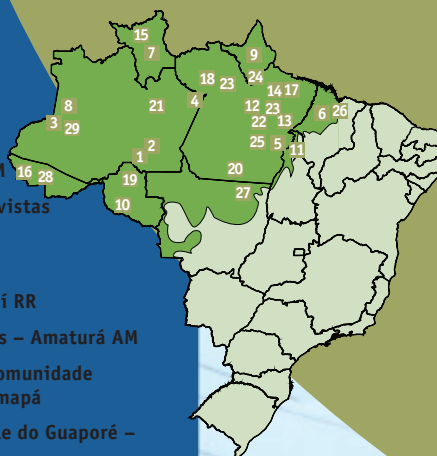 15
7
9
18 23 24
14 17
8
21
4
12 23
6 26
3 29
22 13
2
25 5
11
1
16 28
19
20
27
10
M
vistas
í RR
s – Amaturá AM
omunidade
mapá
e do Guaporé –